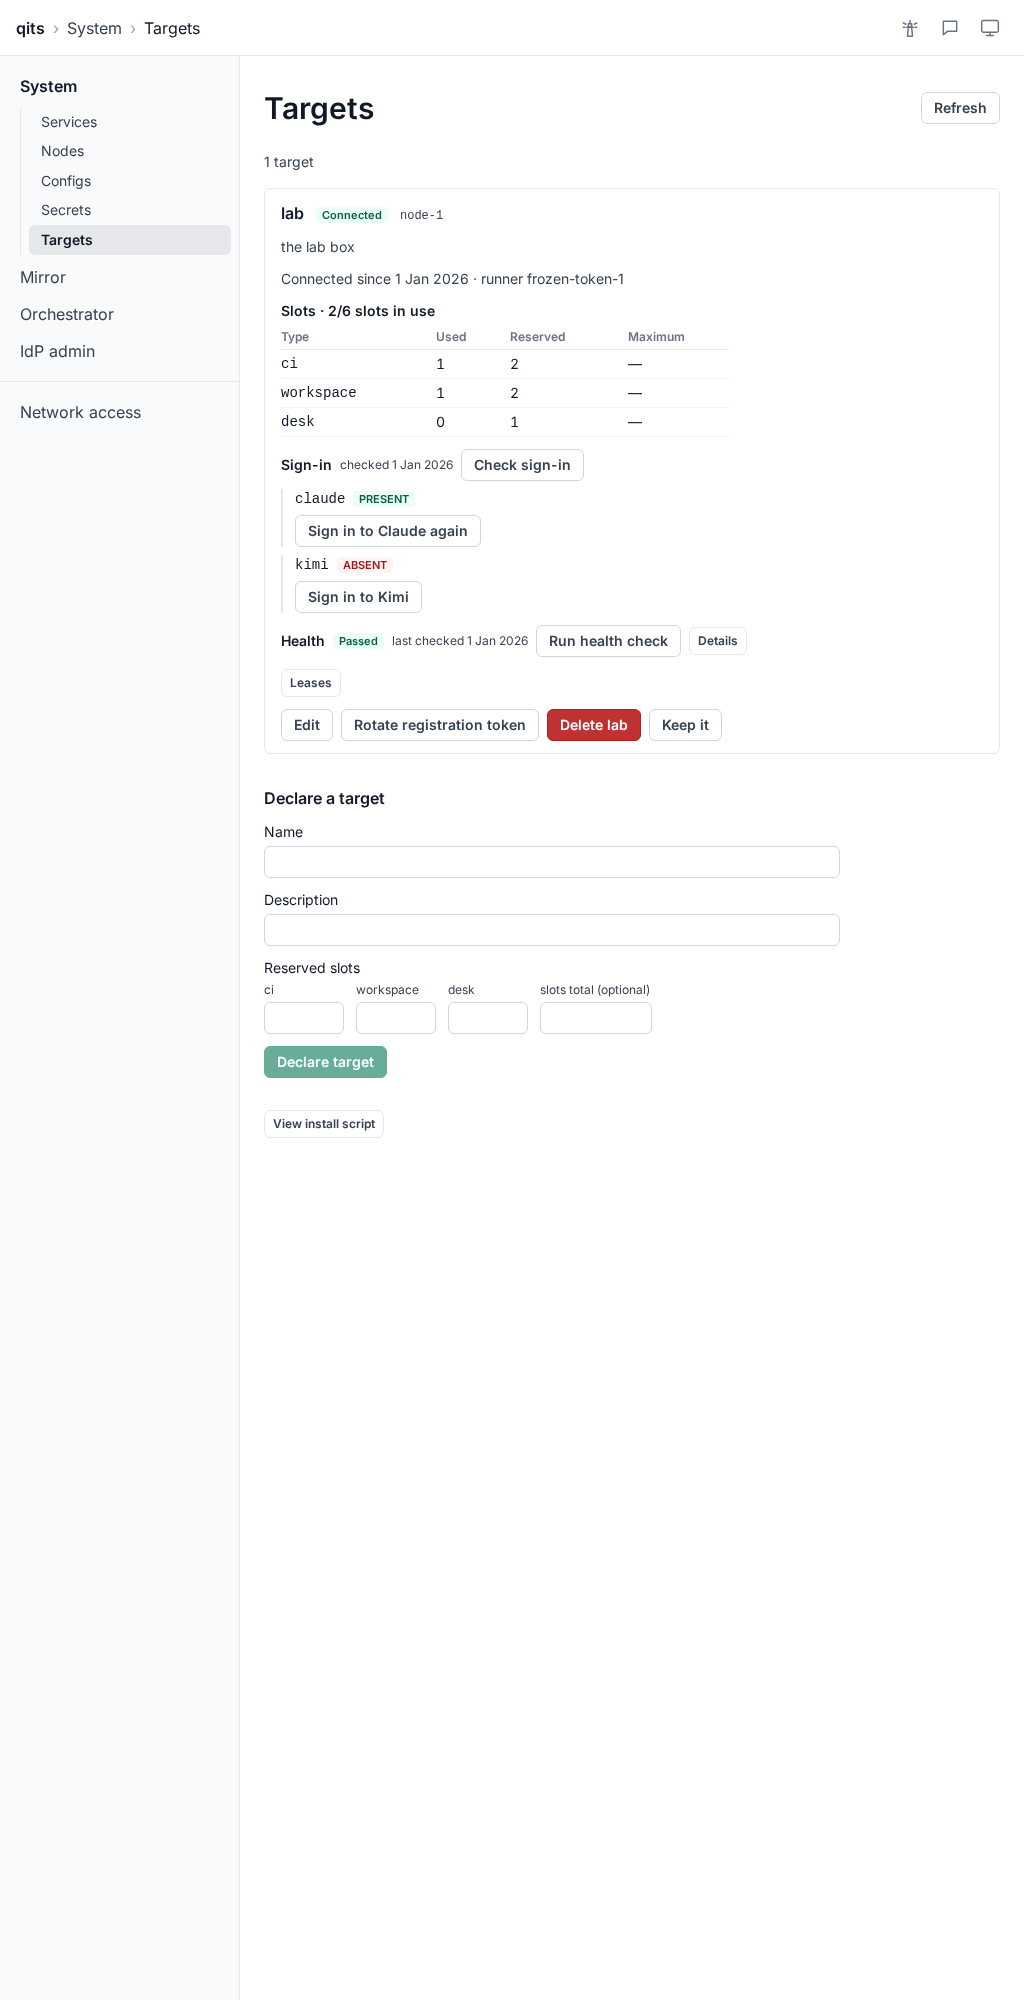 qits › System › Targets
System
Services
Nodes
Configs
Secrets
Targets
Mirror
Orchestrator
IdP admin
Network access
Targets
Refresh
1 target
lab Connected node-1
the lab box
Connected since 1 Jan 2026 · runner frozen-token-1
Slots · 2/6 slots in use
Type Used Reserved Maximum
ci 1 2 —
workspace 1 2 —
desk 0 1 —
Sign-in checked 1 Jan 2026 Check sign-in
claude PRESENT
Sign in to Claude again
kimi ABSENT
Sign in to Kimi
Health Passed last checked 1 Jan 2026 Run health check Details
Leases
Edit Rotate registration token Delete lab Keep it
Declare a target
Name
Description
Reserved slots
ci workspace desk slots total (optional)
Declare target
View install script